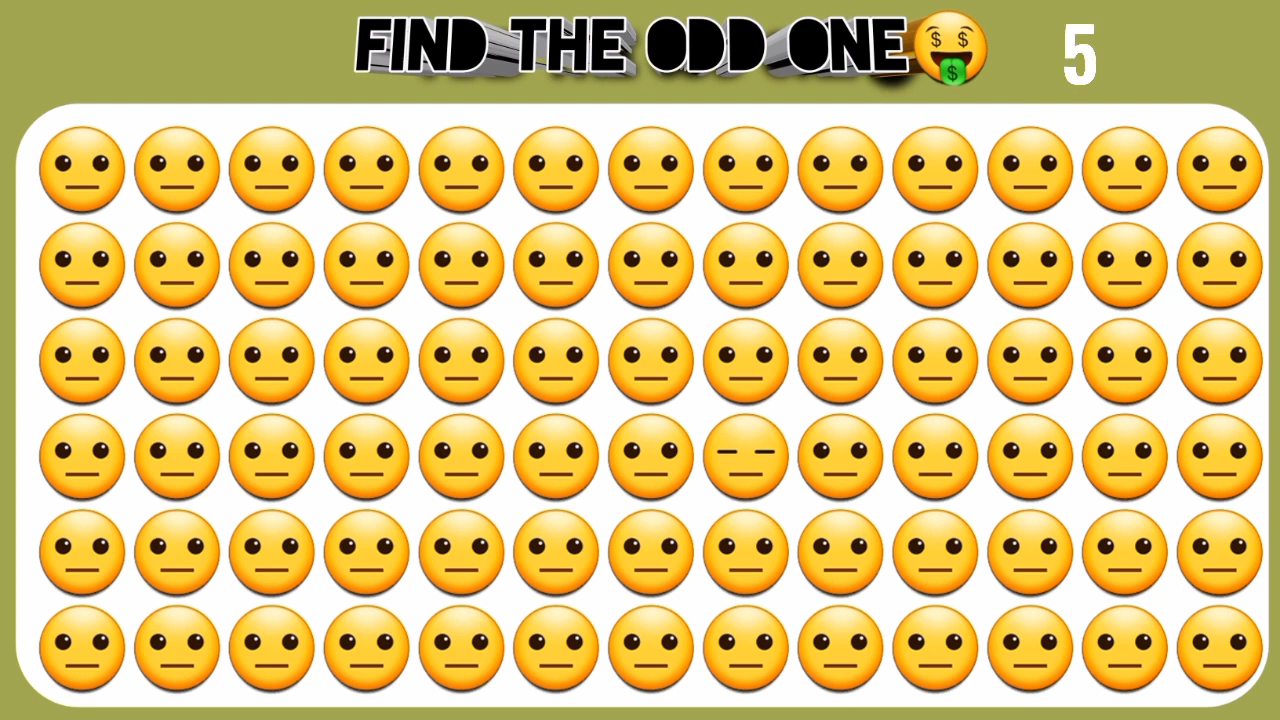 FIND THE ODD ONE🤑 5